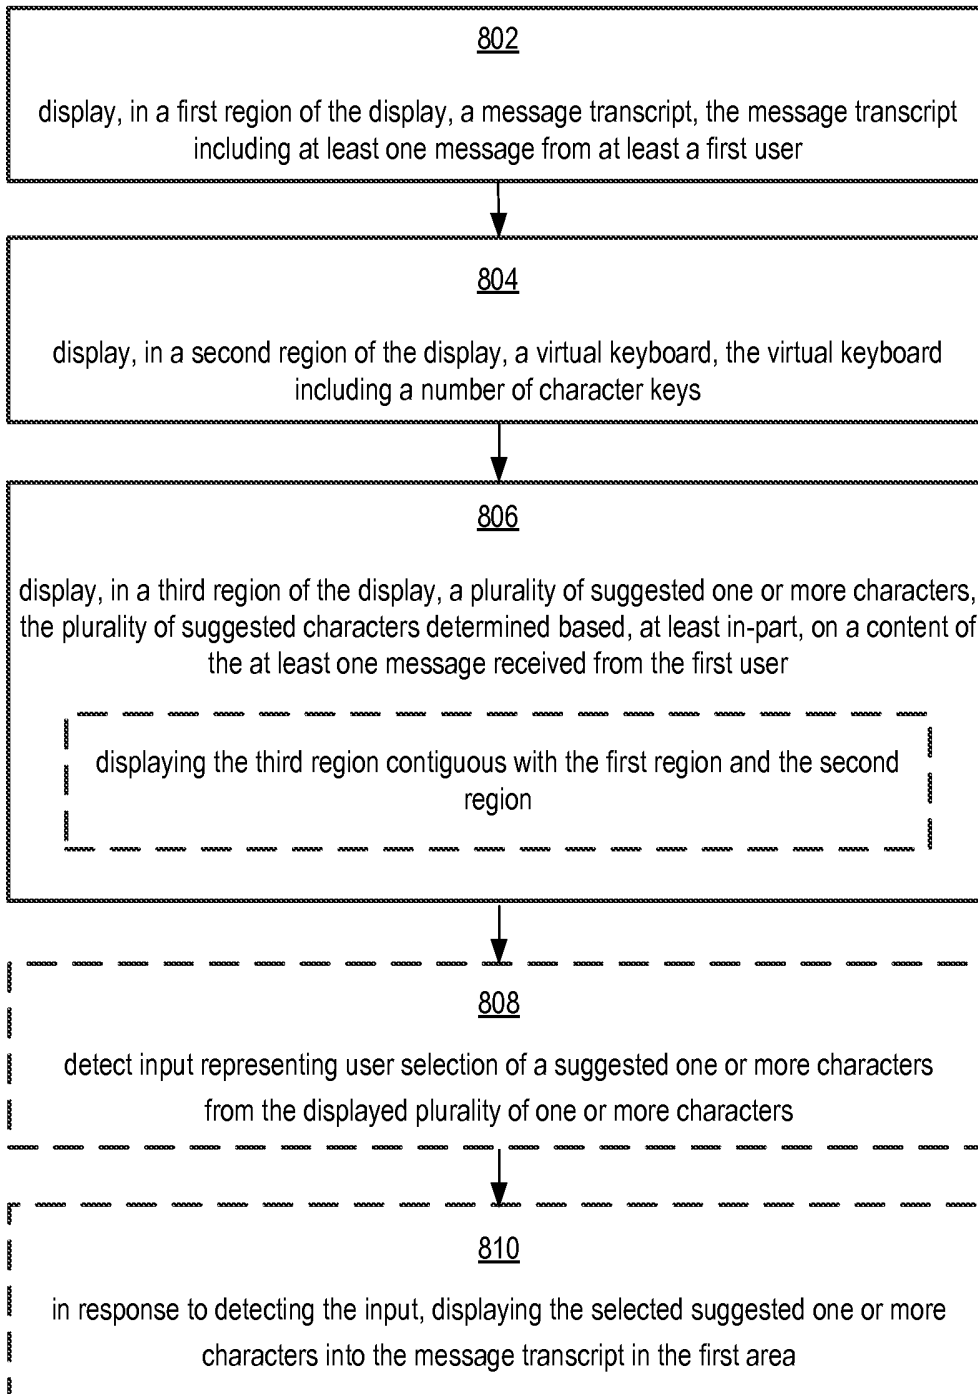 802
display, in a first region of the display, a message transcript, the message transcript
including at least one message from at least a first user
804
display, in a second region of the display, a virtual keyboard, the virtual keyboard
including a number of character keys
806
display, in a third region of the display, a plurality of suggested one or more characters,
the plurality of suggested characters determined based, at least in-part, on a content of
the at least one message received from the first user
displaying the third region contiguous with the first region and the second
region
808
detect input representing user selection of a suggested one or more characters
from the displayed plurality of one or more characters
810
in response to detecting the input, displaying the selected suggested one or more
characters into the message transcript in the first area